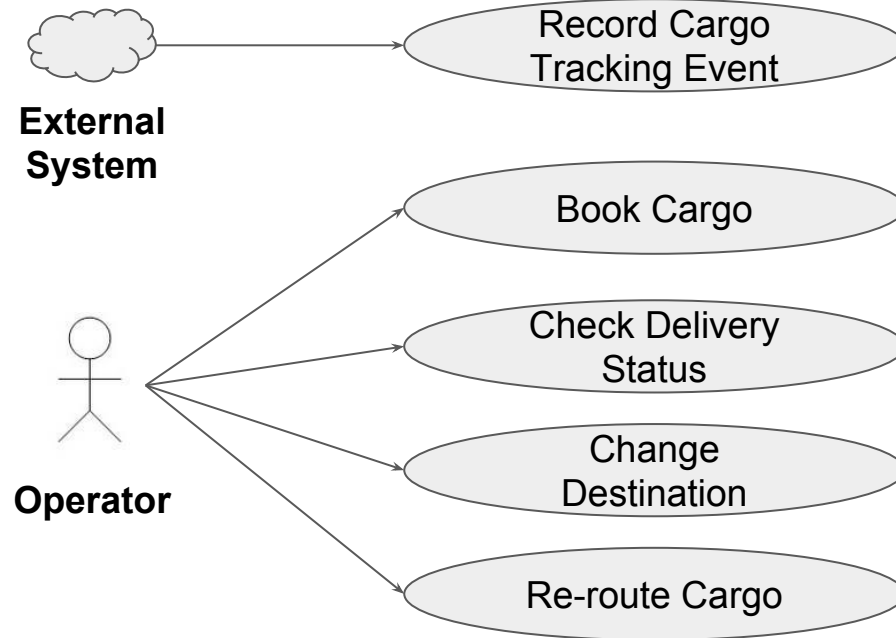 Record Cargo
Tracking Event
External
System
Book Cargo
Check Delivery
Status
Change
Destination
Operator
Re-route Cargo